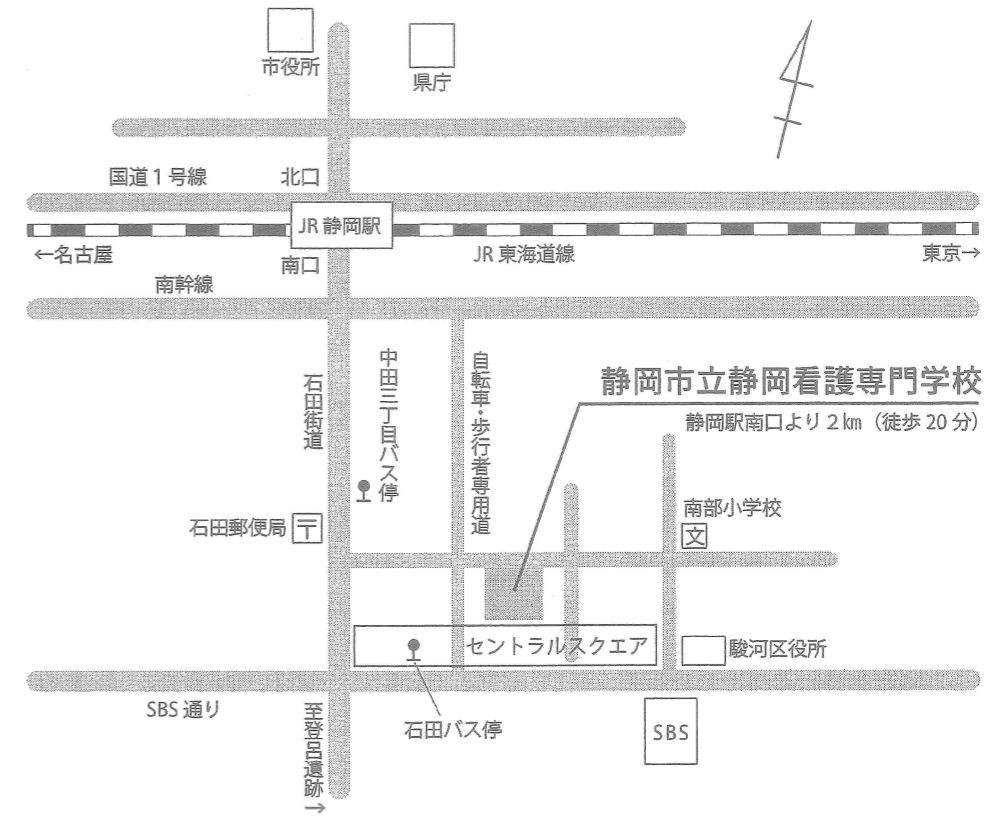 市役所
県庁
国道1号線
北口
JR 静岡駅
←名古屋
南口
JR 東海道線
東京→
南幹線
石田街道
中田三丁目バス停
自転車・歩行者専用道
静岡市立静岡看護専門学校
静岡駅南口より2㎞（徒歩20分）
南部小学校
文
石田郵便局
〒
セントラルスクエア
駿河区役所
SBS 通り
石田バス停
SBS
至登呂遺跡→